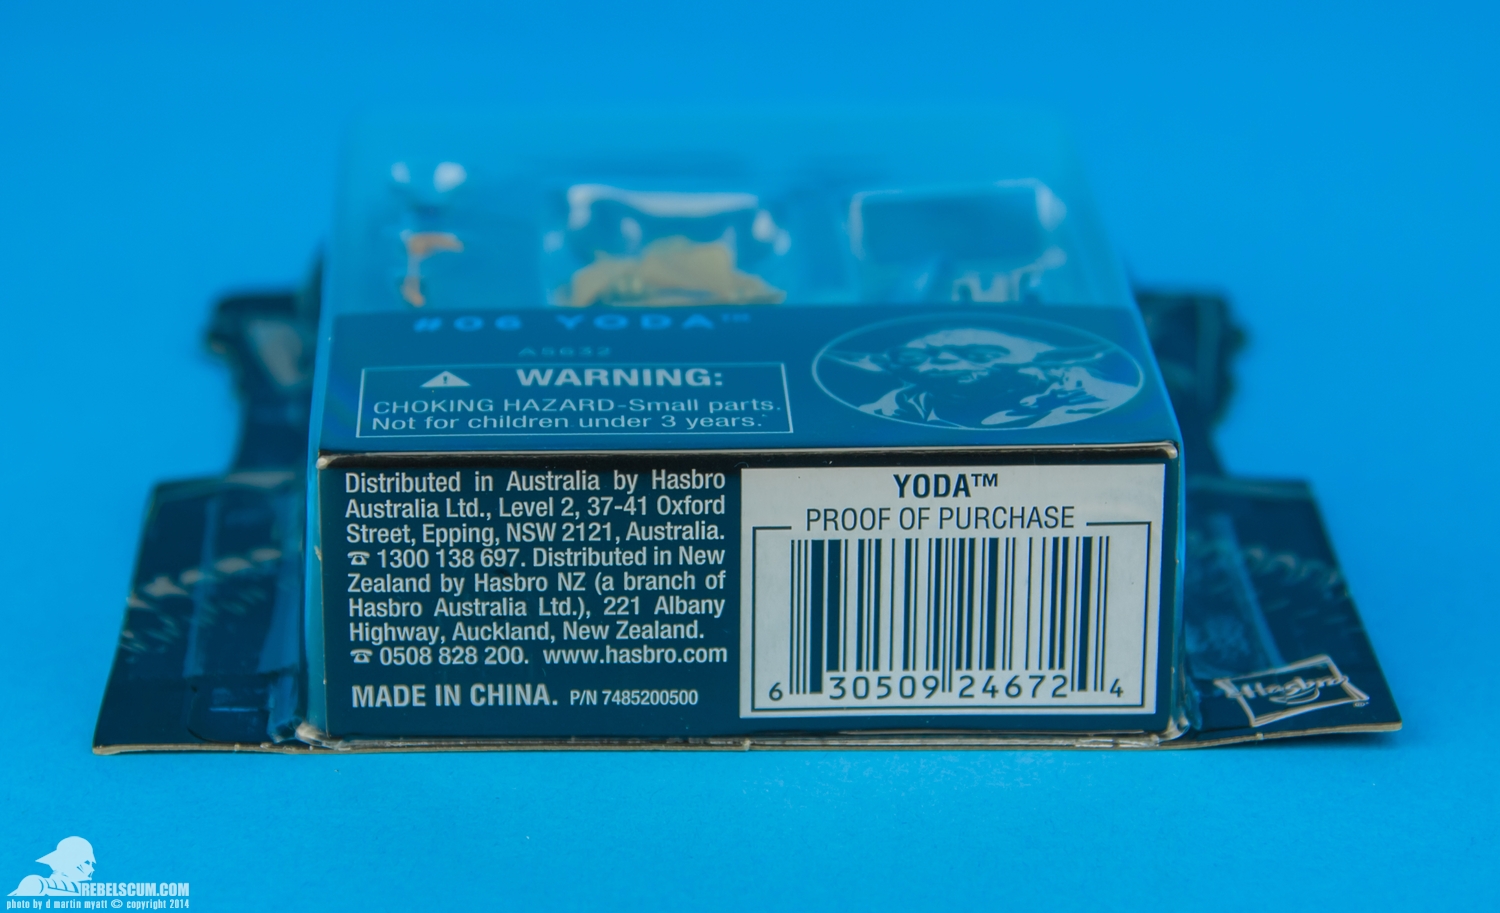 #06 YODA™
A5632
WARNING:
CHOKING HAZARD-Small parts.
Not for children under 3 years.
Distributed in Australia by Hasbro
Australia Ltd., Level 2, 37-41 Oxford
Street, Epping, NSW 2121, Australia.
☎ 1300 138 697. Distributed in New
Zealand by Hasbro NZ (a branch of
Hasbro Australia Ltd.), 221 Albany
Highway, Auckland, New Zealand.
☎ 0508 828 200. www.hasbro.com
MADE IN CHINA. P/N 7485200500
YODA™
PROOF OF PURCHASE
6 30509 24672 4
Hasbro®
REBELSCUM.COM
photo by d martin myatt © copyright 2014